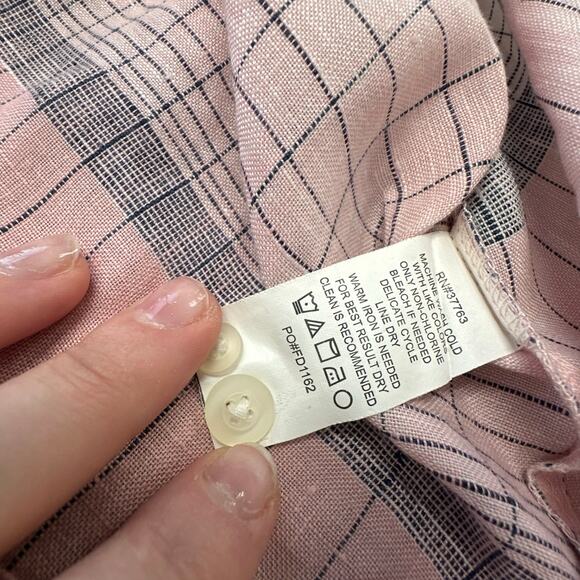 RN#37763
MACHINE WASH COLD
WITH LIKE COLORS
ONLY NON-CHLORINE
BLEACH IF NEEDED
DELICATE CYCLE
LINE DRY
WARM IRON IS NEEDED
FOR BEST RESULT DRY
CLEAN IS RECOMMENDED
PO#FD1162